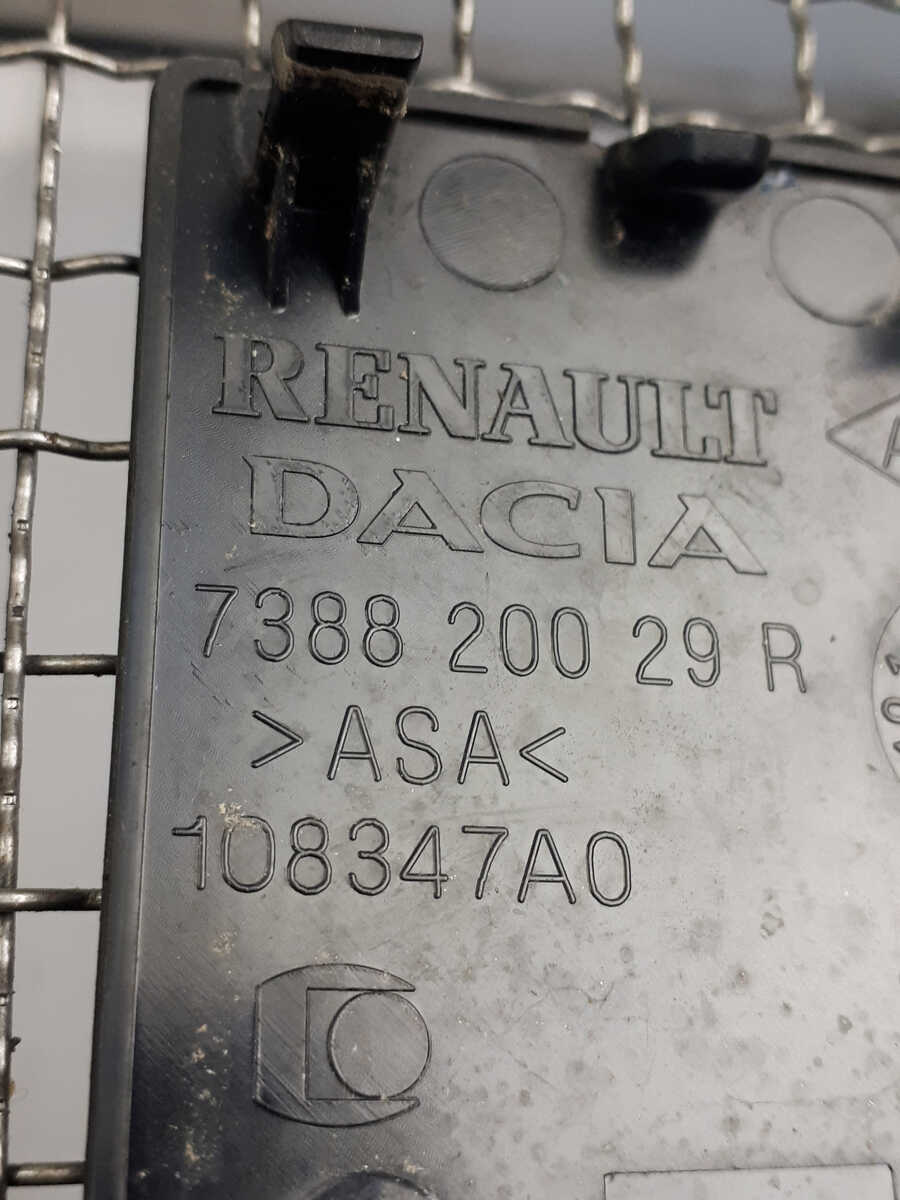 RENAULT
DACIA
7388 200 29 R
>ASA<
108347A0